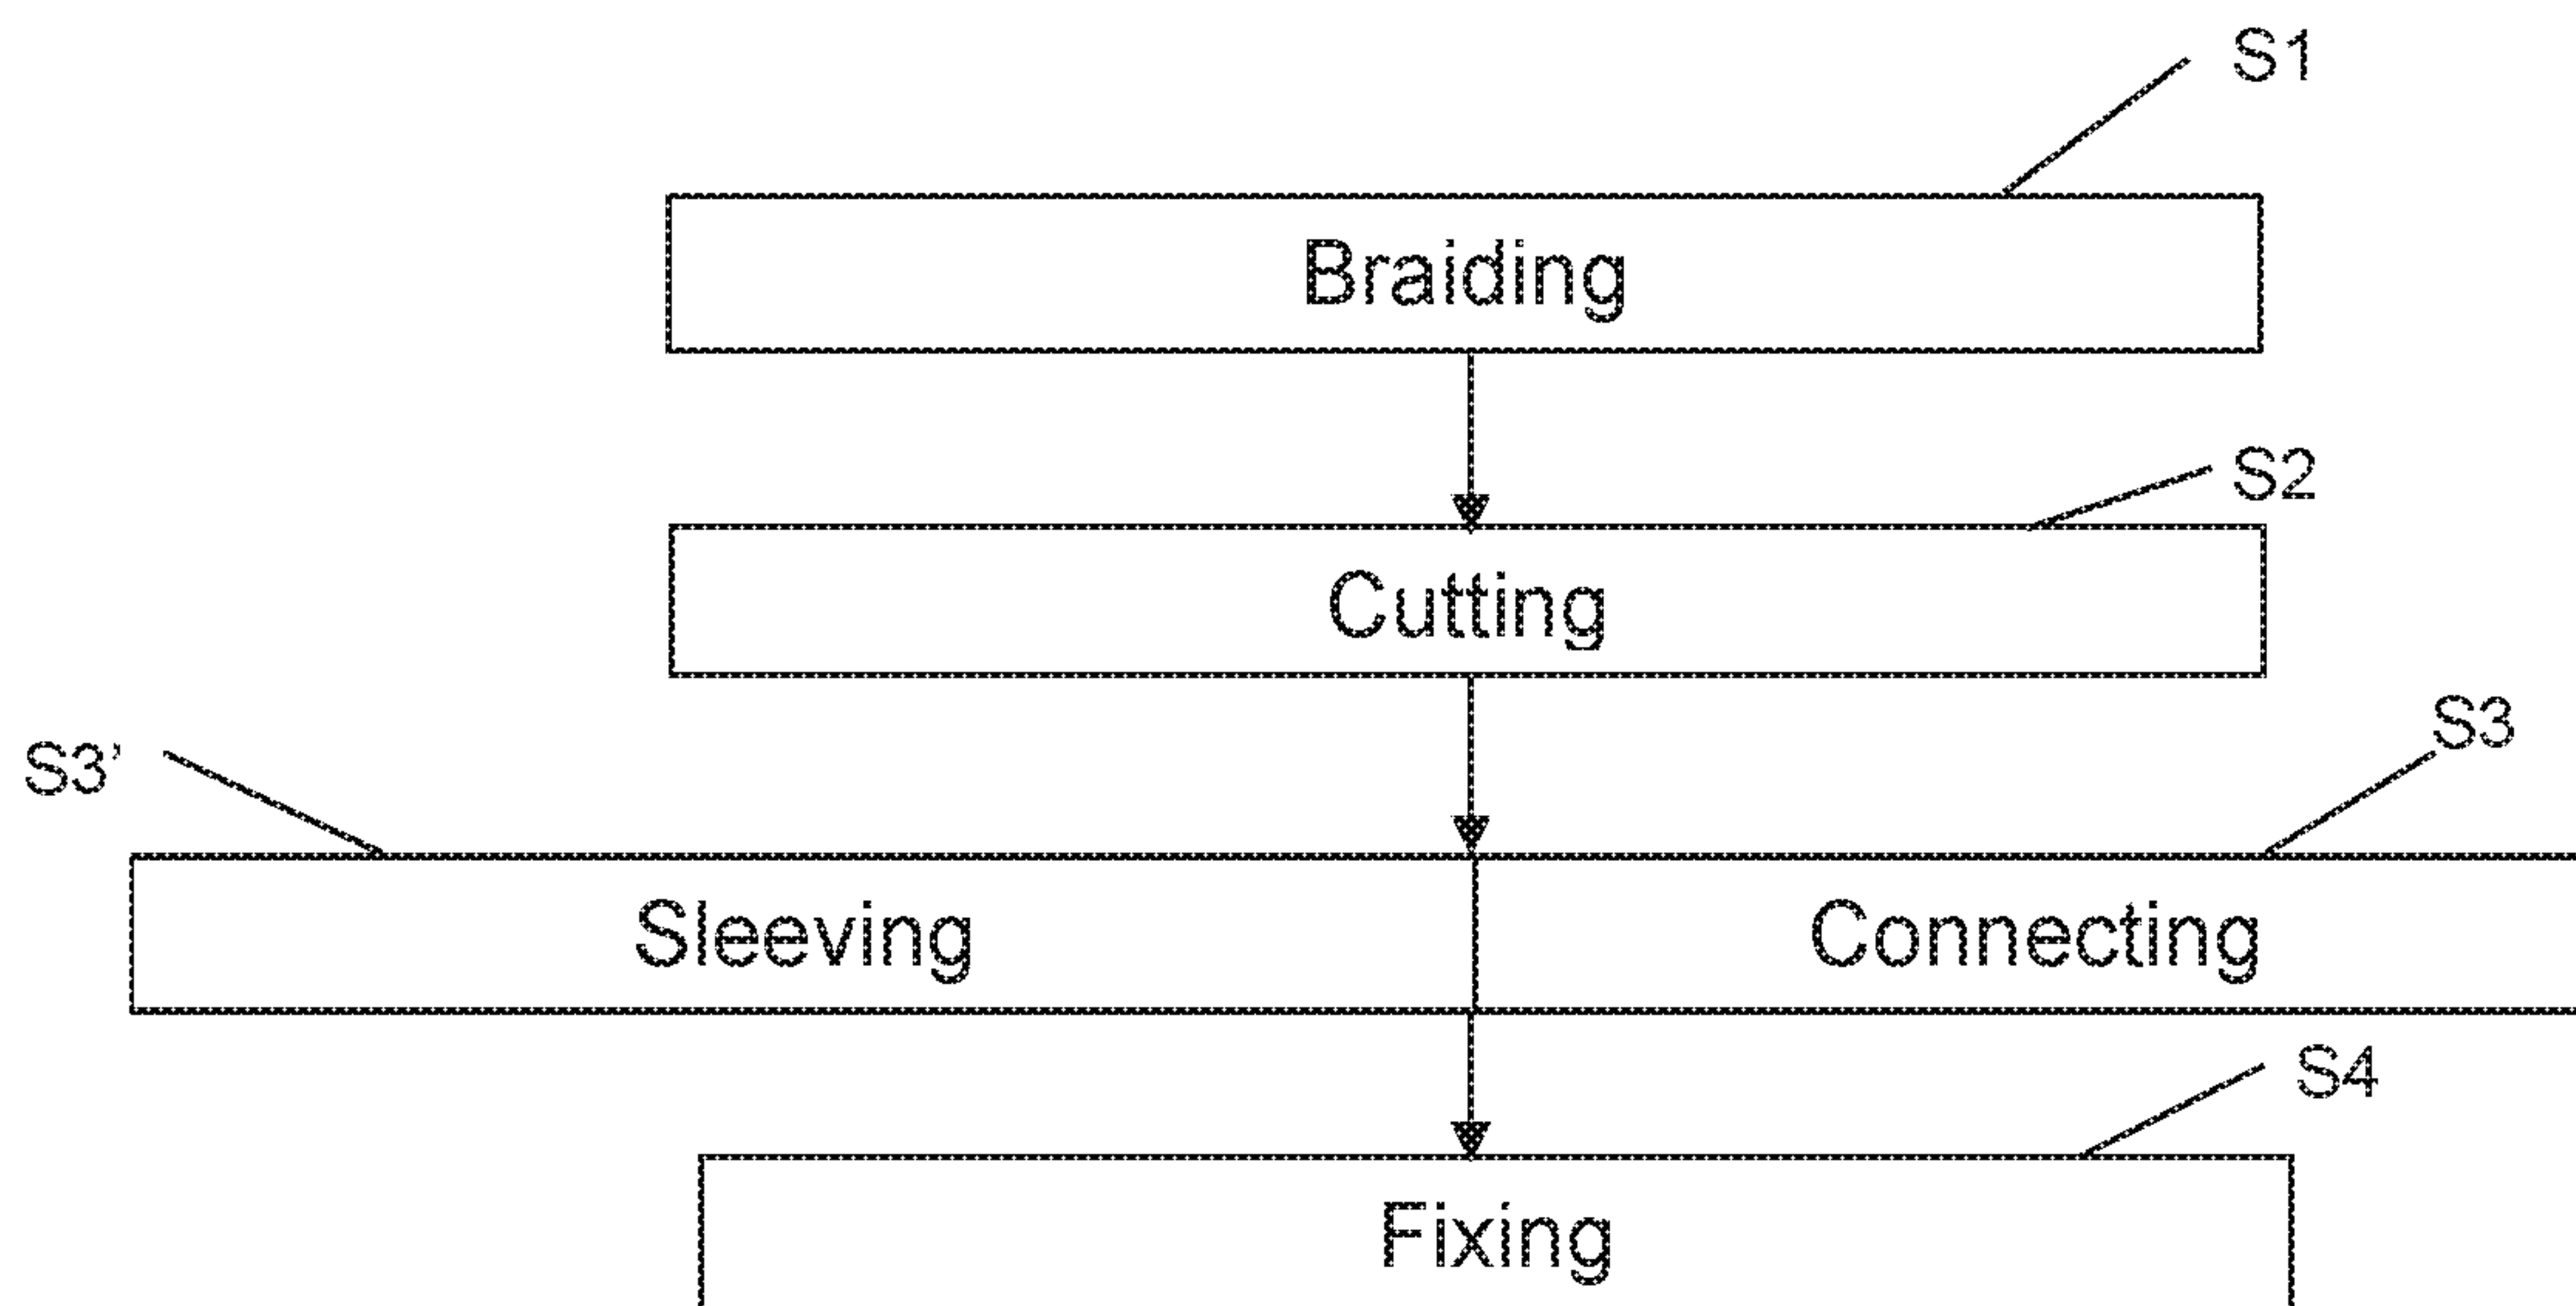 S1
Braiding
S2
Cutting
S3'
S3
Sleeving
Connecting
S4
Fixing